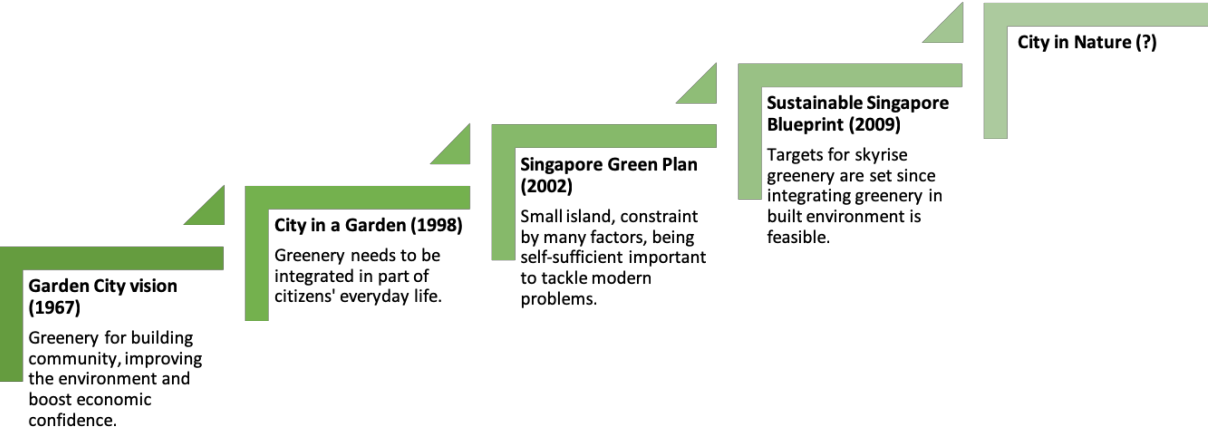 Garden City vision
(1967)
Greenery for building
community, improving
the environment and
boost economic
confidence.
City in a Garden (1998)
Greenery needs to be
integrated in part of
citizens' everyday life.
Singapore Green Plan
(2002)
Small island, constraint
by many factors, being
self-sufficient important
to tackle modern
problems.
Sustainable Singapore
Blueprint (2009)
Targets for skyrise
greenery are set since
integrating greenery in
built environment is
feasible.
City in Nature (?)